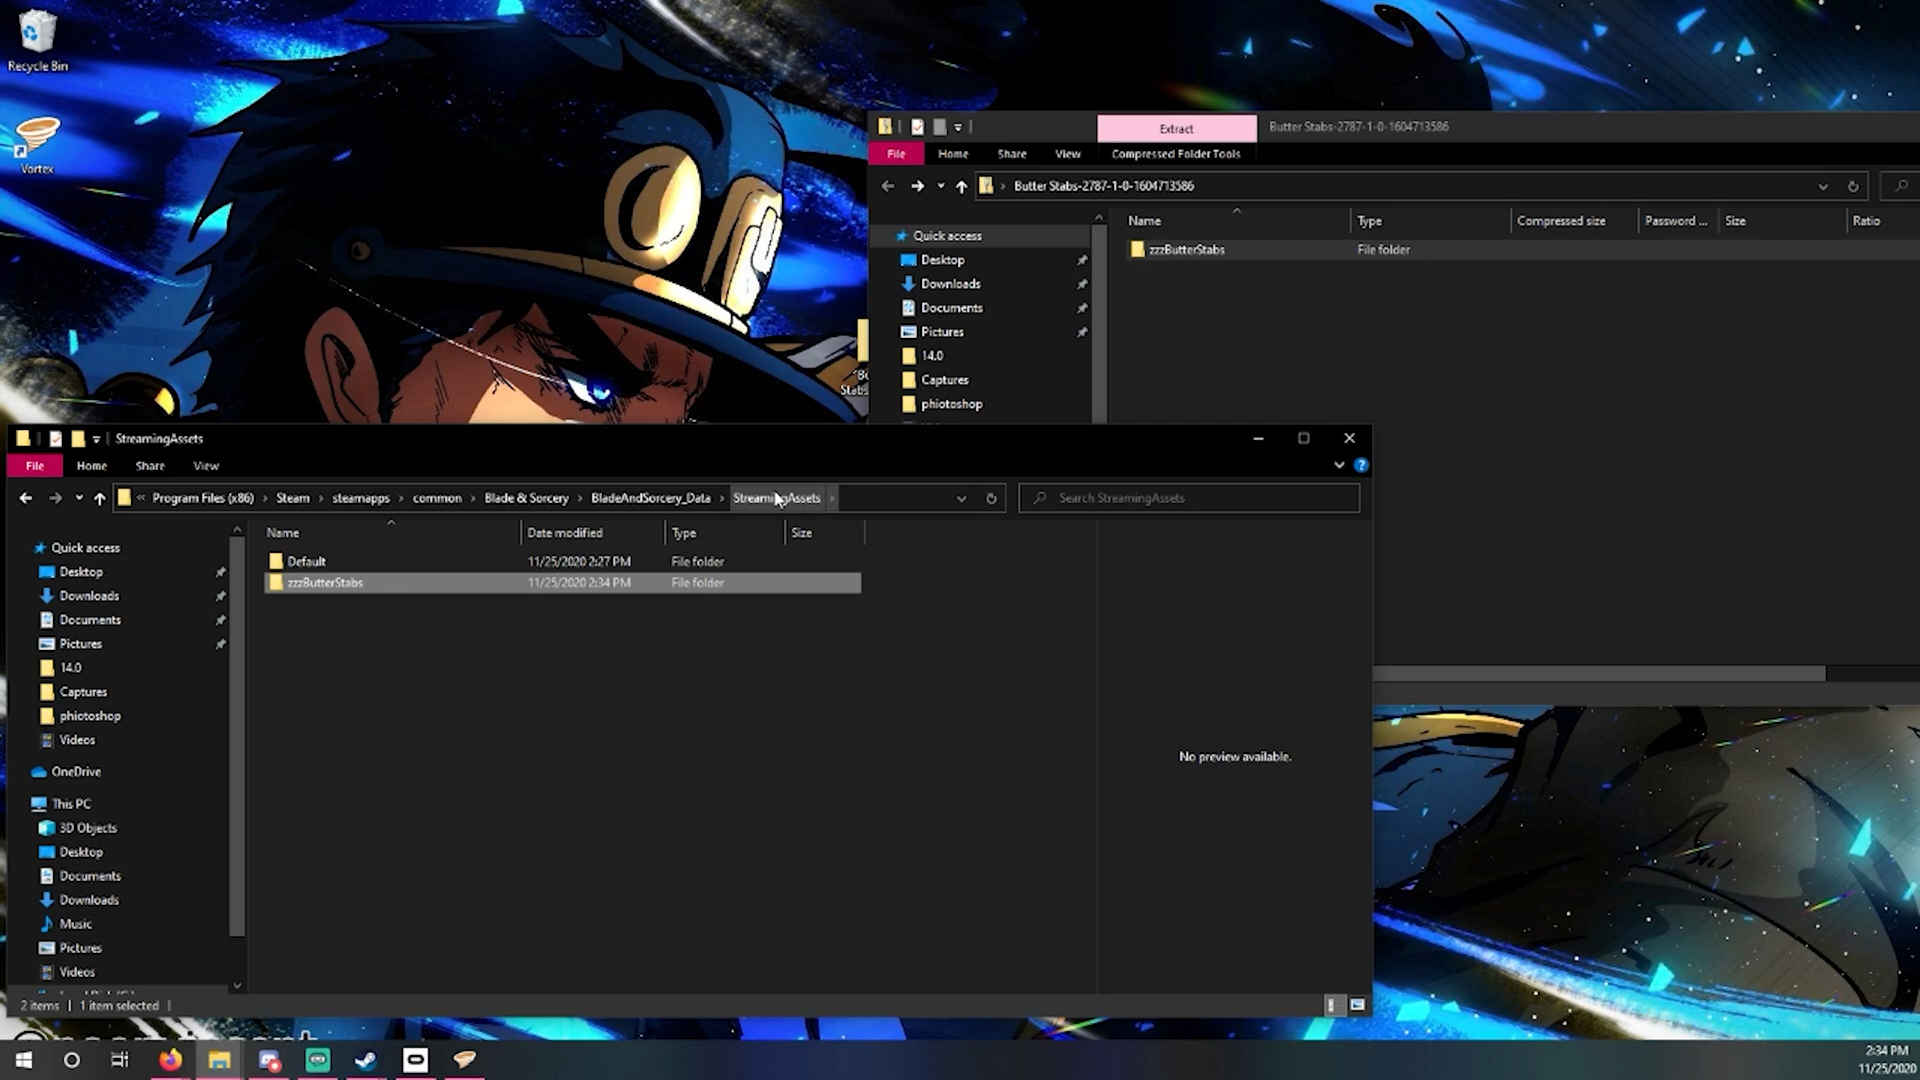 Recycle Bin
Vortex
Extract
Butter Stabs-2787-1-0-1604713586
File Home Share View Compressed Folder Tools
Butter Stabs-2787-1-0-1604713586
Name Type Compressed size Password ... Size Ratio
zzzButterStabs File folder
Quick access
Desktop
Downloads
Documents
Pictures
14.0
Captures
phiotoshop
Stabs
StreamingAssets
File Home Share View
« Program Files (x86) › Steam › steamapps › common › Blade & Sorcery › BladeAndSorcery_Data › StreamingAssets ›
Search StreamingAssets
Name Date modified Type Size
Default 11/25/2020 2:27 PM File folder
zzzButterStabs 11/25/2020 2:34 PM File folder
Quick access
Desktop
Downloads
Documents
Pictures
14.0
Captures
phiotoshop
Videos
OneDrive
This PC
3D Objects
Desktop
Documents
Downloads
Music
Pictures
Videos
No preview available.
2 items 1 item selected
2:34 PM
11/25/2020